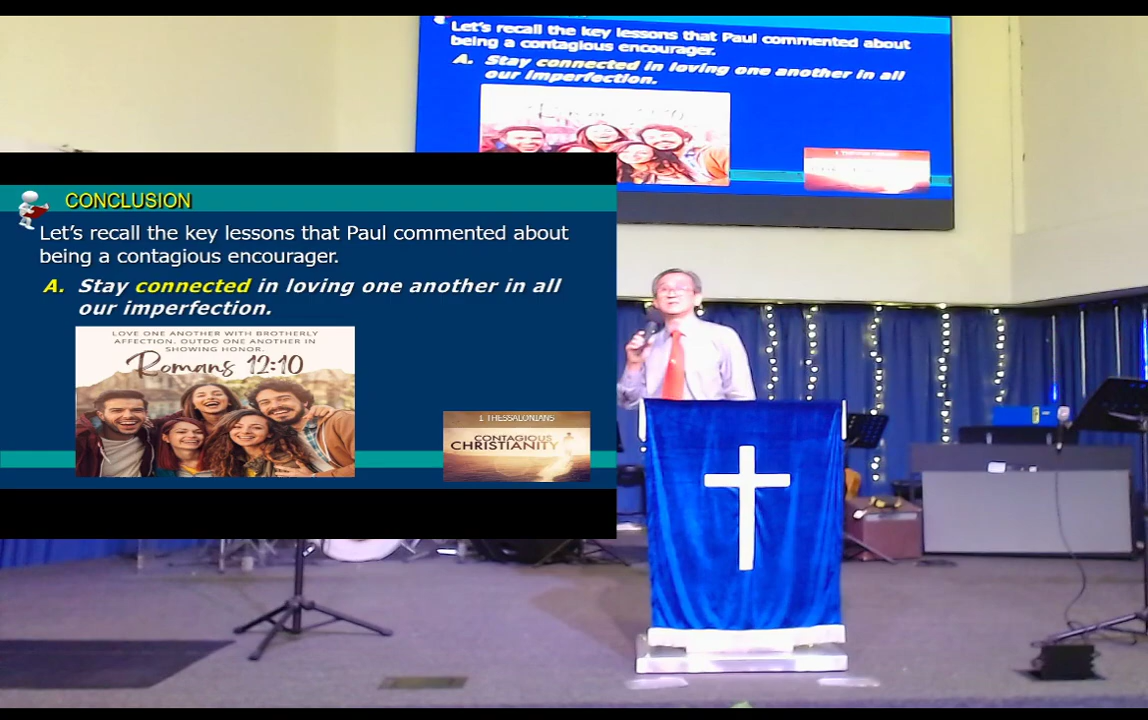 Let's recall the key lessons that Paul commented about
being a contagious encourager.
A. Stay connected in loving one another in all
our imperfection.
CONCLUSION
Let's recall the key lessons that Paul commented about
being a contagious encourager.
A. Stay connected in loving one another in all
our imperfection.
LOVE ONE ANOTHER WITH BROTHERLY
AFFECTION. OUTDO ONE ANOTHER IN
SHOWING HONOR.
Romans 12:10
1 THESSALONIANS
CONTAGIOUS
CHRISTIANITY